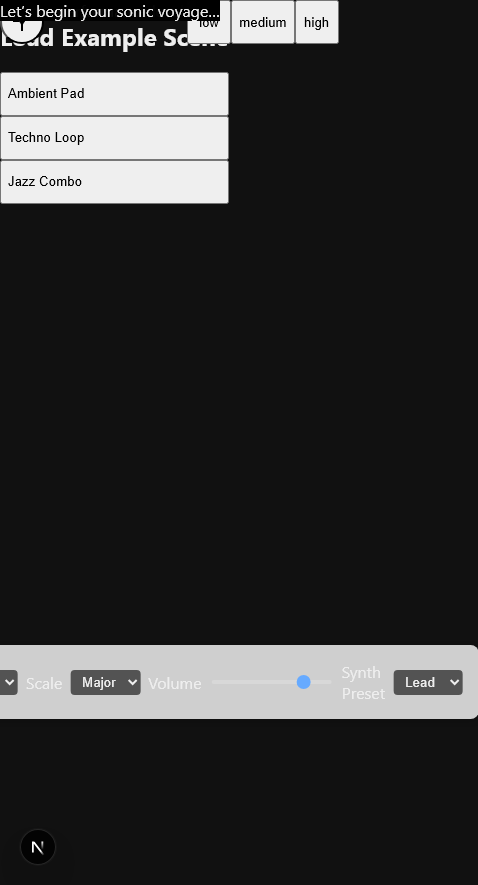 Let's begin your sonic voyage...
low medium high
Load Example Scene
Ambient Pad
Techno Loop
Jazz Combo
Scale Major Volume Synth Preset Lead
N